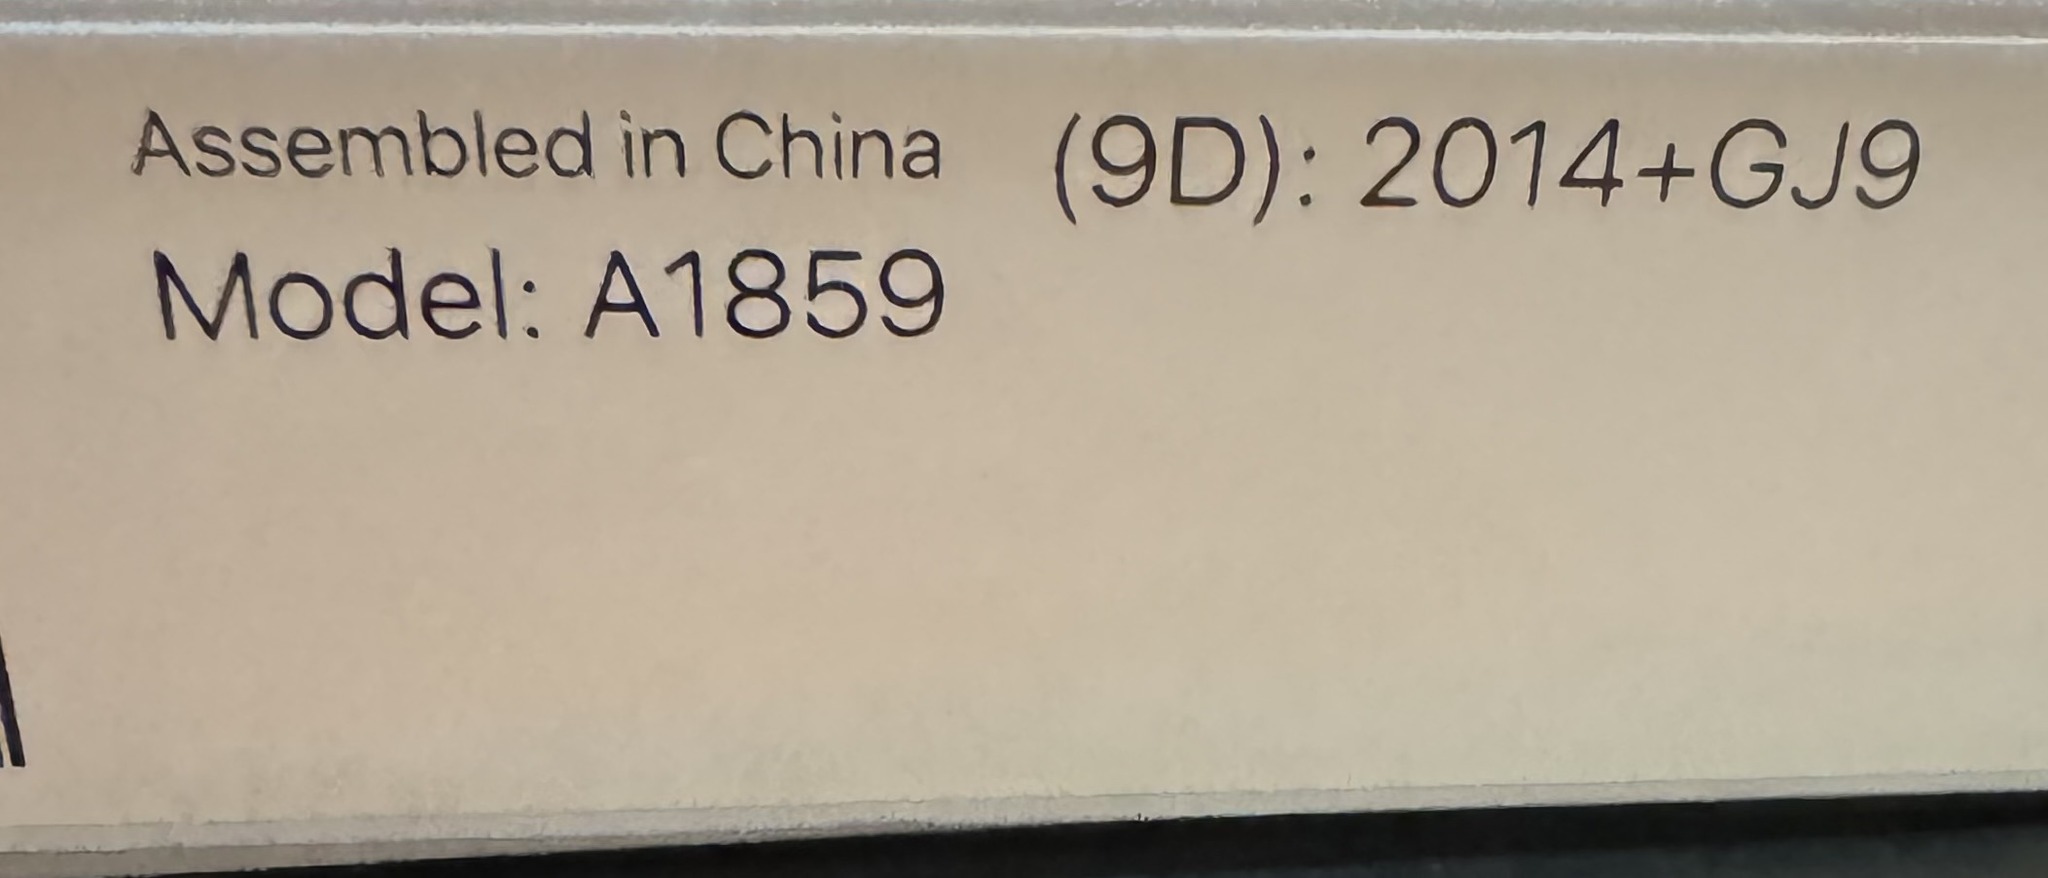 Assembled in China (9D): 2014+GJ9
Model: A1859